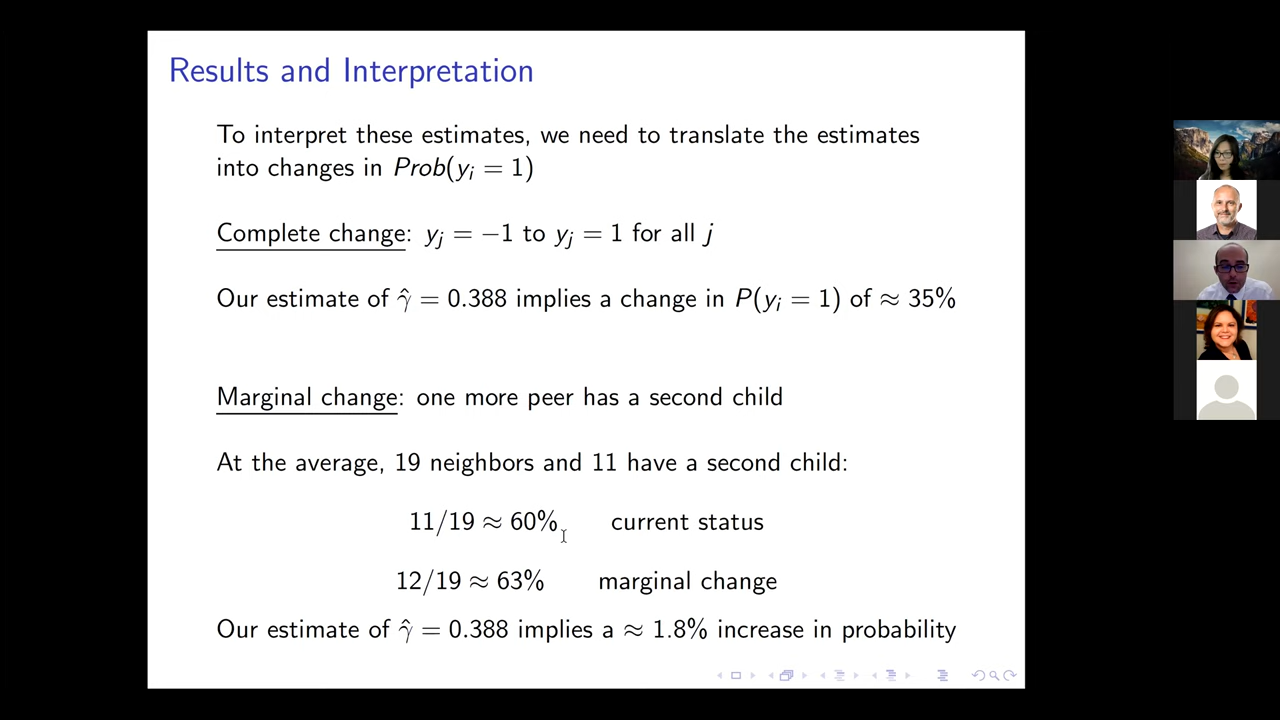 Results and Interpretation
To interpret these estimates, we need to translate the estimates
into changes in Prob(yᵢ = 1)
Complete change: yⱼ = −1 to yⱼ = 1 for all j
Our estimate of γ̂ = 0.388 implies a change in P(yᵢ = 1) of ≈ 35%
Marginal change: one more peer has a second child
At the average, 19 neighbors and 11 have a second child:
11/19 ≈ 60% current status
12/19 ≈ 63% marginal change
Our estimate of γ̂ = 0.388 implies a ≈ 1.8% increase in probability